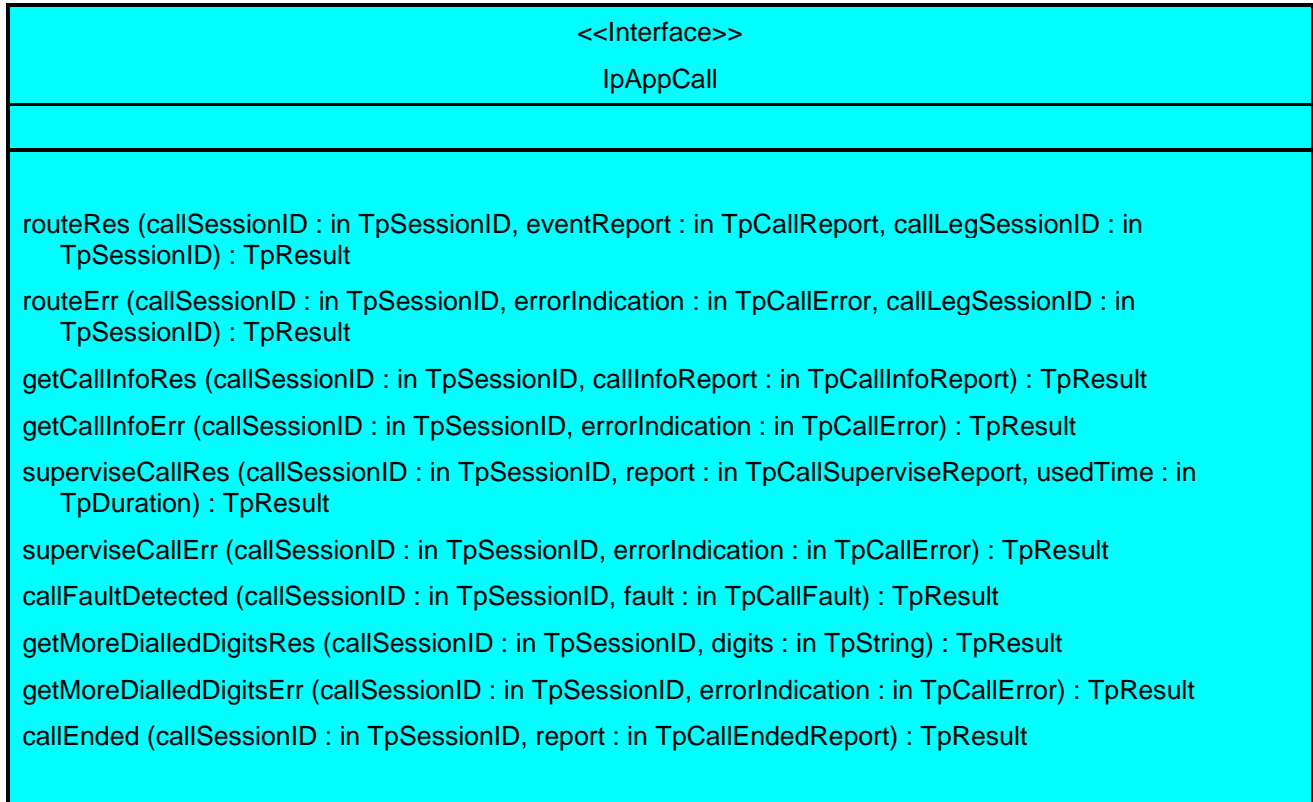 <<Interface>>
IpAppCall
routeRes (callSessionID : in TpSessionID, eventReport : in TpCallReport, callLegSessionID : in
TpSessionID) : TpResult
routeErr (callSessionID : in TpSessionID, errorIndication : in TpCallError, callLegSessionID : in
TpSessionID) : TpResult
getCallInfoRes (callSessionID : in TpSessionID, callInfoReport : in TpCallInfoReport) : TpResult
getCallInfoErr (callSessionID : in TpSessionID, errorIndication : in TpCallError) : TpResult
superviseCallRes (callSessionID : in TpSessionID, report : in TpCallSuperviseReport, usedTime : in
TpDuration) : TpResult
superviseCallErr (callSessionID : in TpSessionID, errorIndication : in TpCallError) : TpResult
callFaultDetected (callSessionID : in TpSessionID, fault : in TpCallFault) : TpResult
getMoreDialledDigitsRes (callSessionID : in TpSessionID, digits : in TpString) : TpResult
getMoreDialledDigitsErr (callSessionID : in TpSessionID, errorIndication : in TpCallError) : TpResult
callEnded (callSessionID : in TpSessionID, report : in TpCallEndedReport) : TpResult